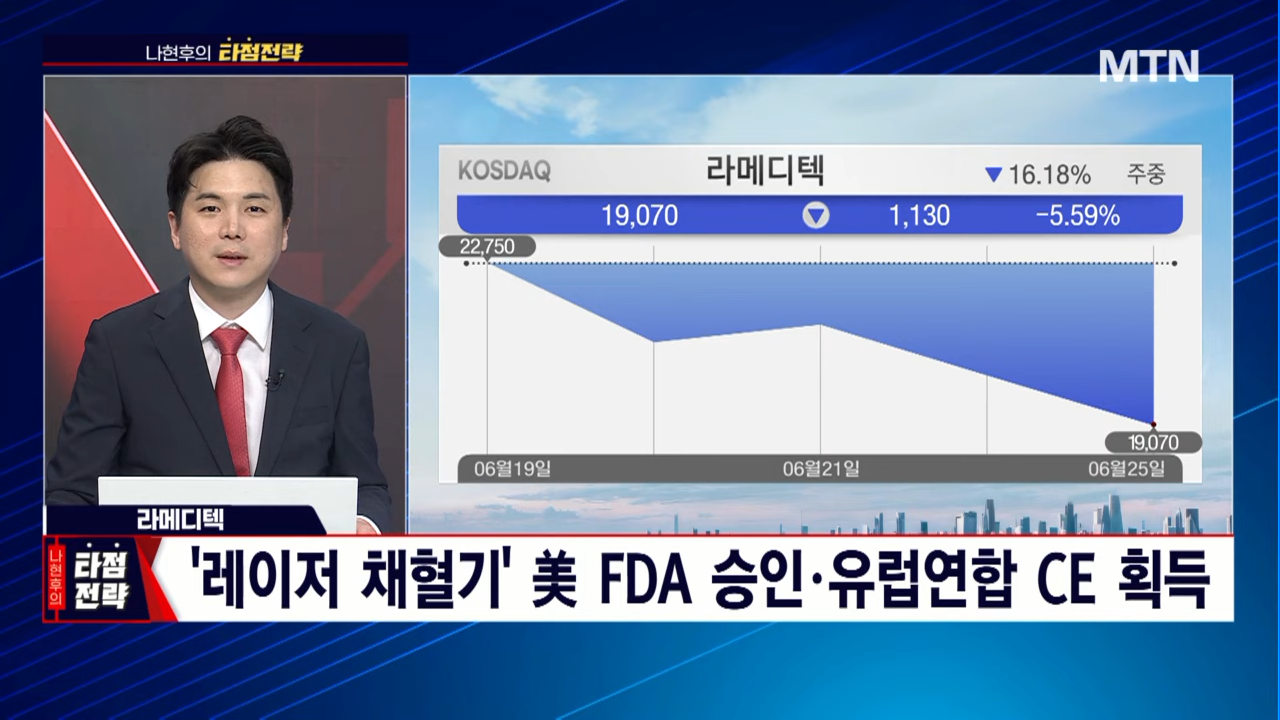 나현후의 타점전략
MTN
KOSDAQ 라메디텍 ▼16.18% 주중
19,070 ▽ 1,130 -5.59%
22,750
19,070
06월19일 06월21일 06월25일
라메디텍
나현후의 타점전략
'레이저 채혈기' 美 FDA 승인·유럽연합 CE 획득